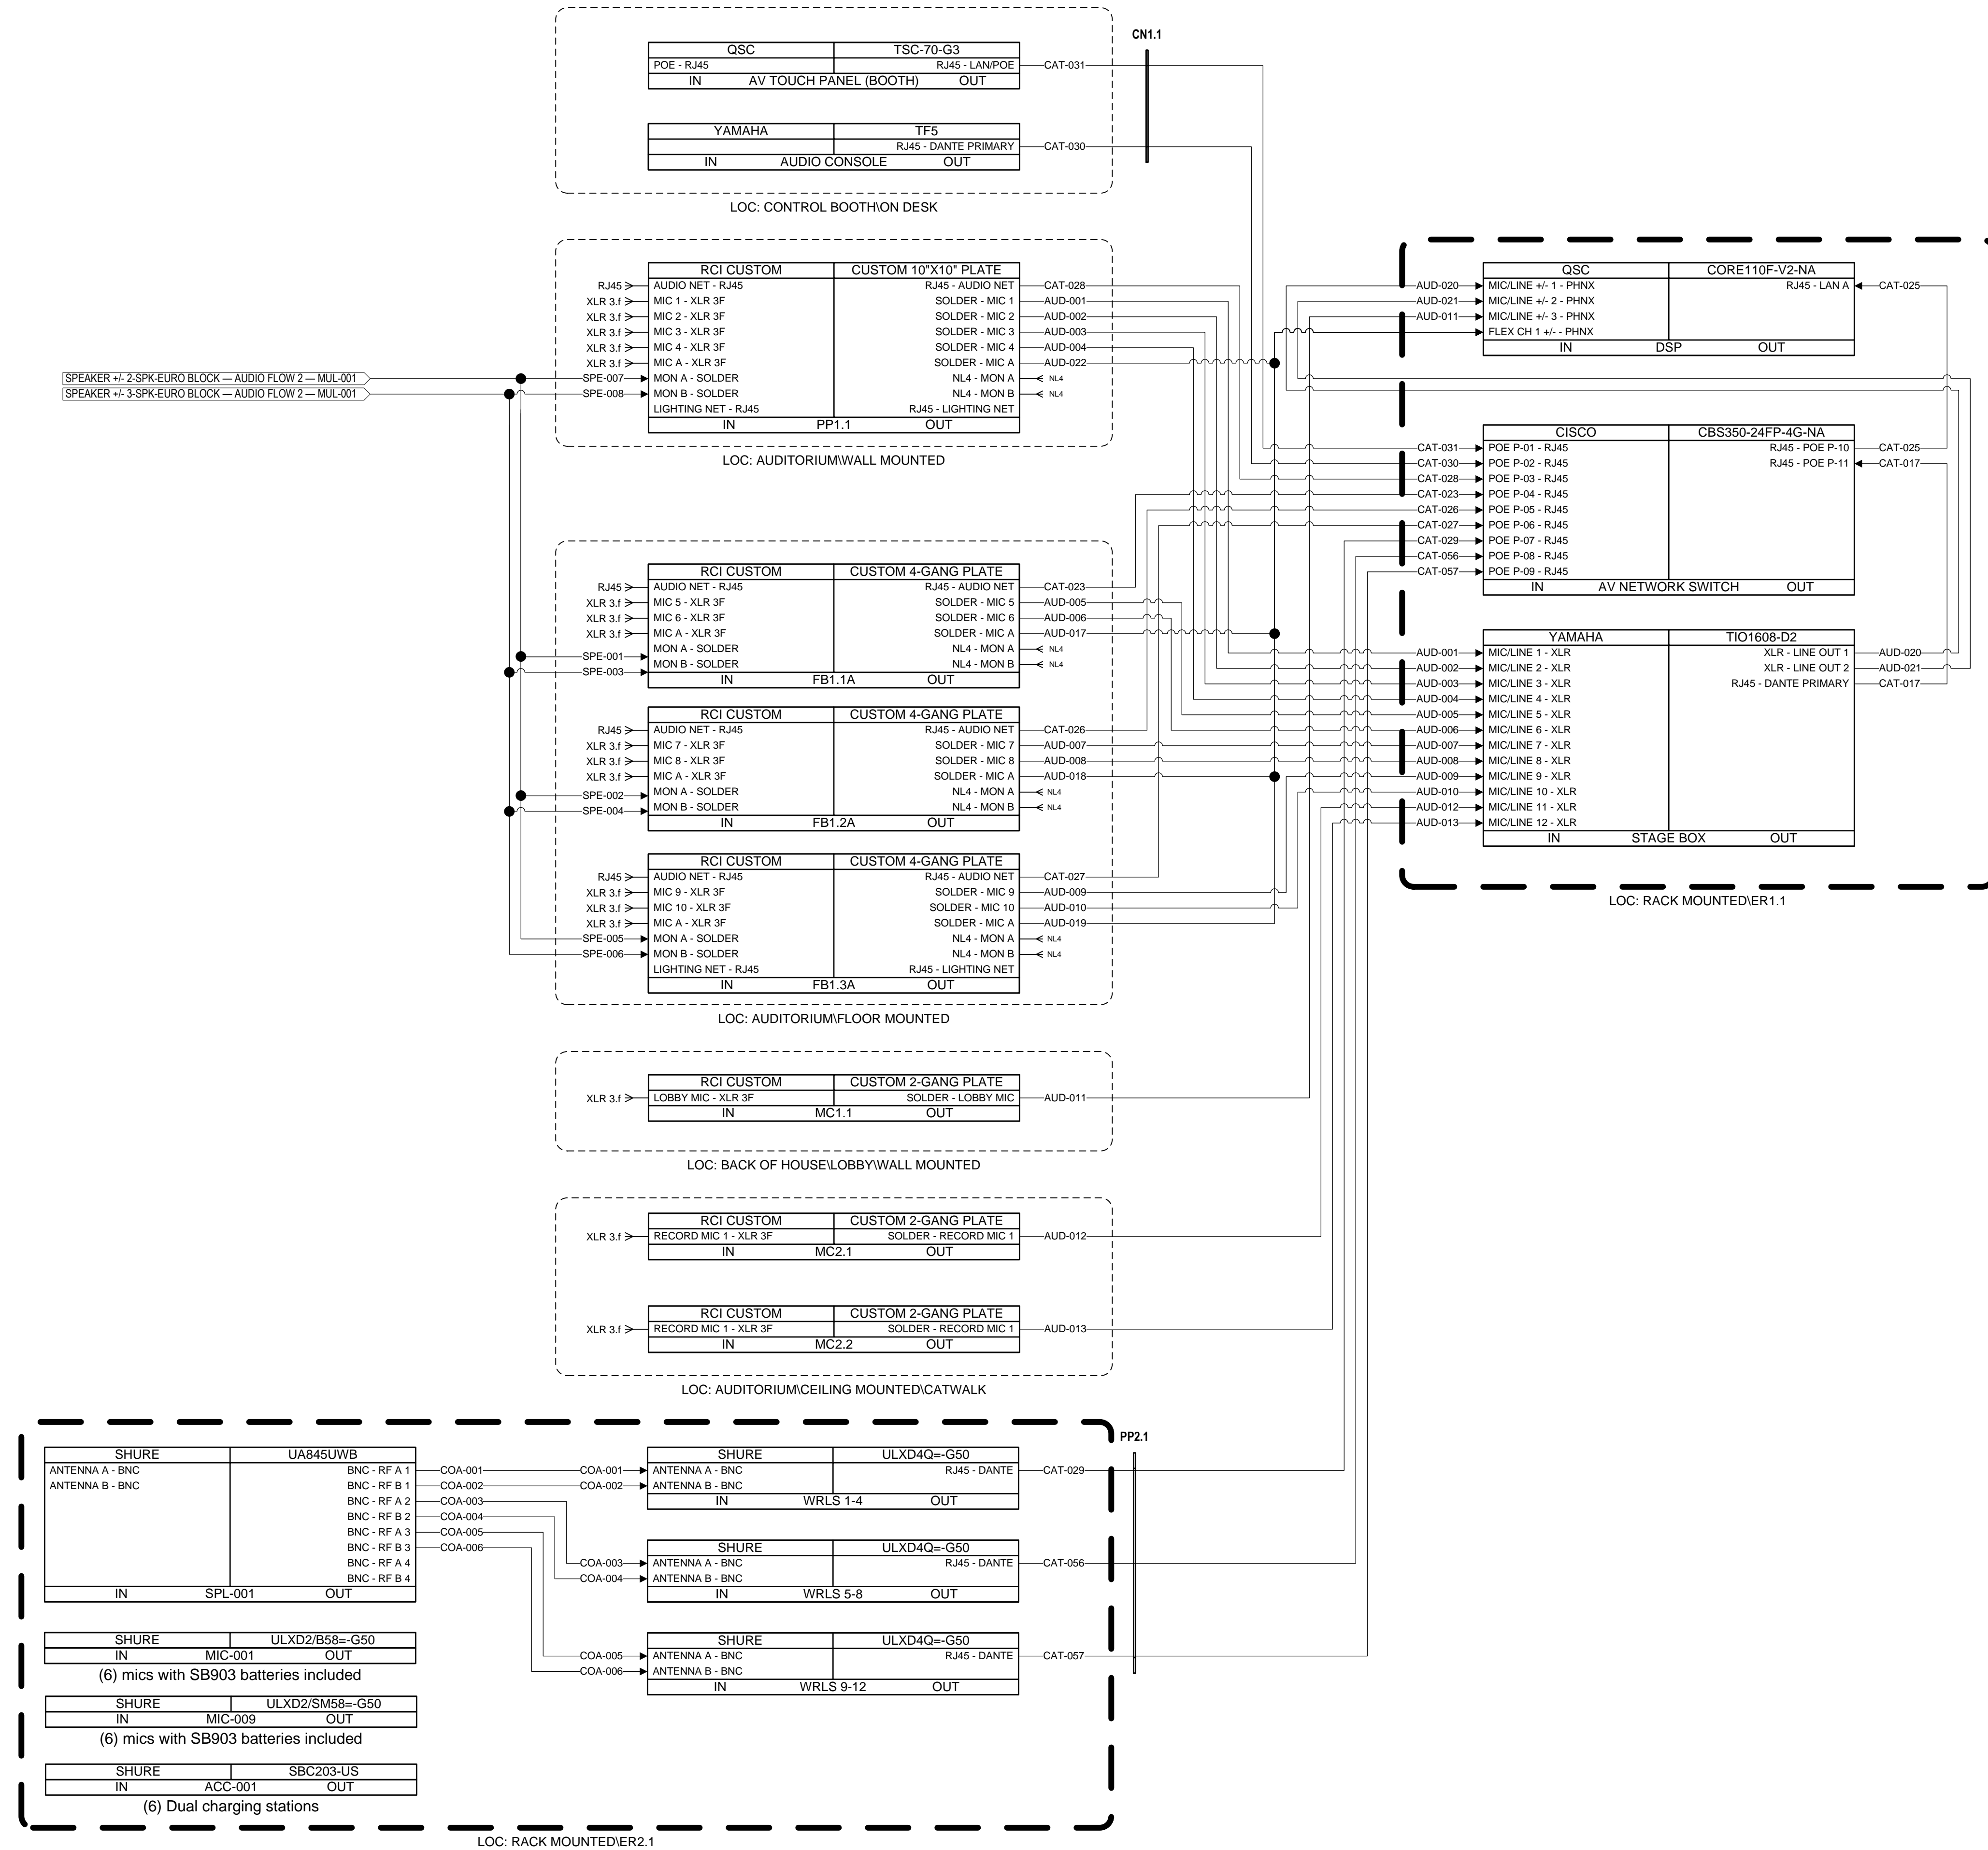 CN1.1
QSC TSC-70-G3
POE - RJ45 RJ45 - LAN/POE CAT-031
IN AV TOUCH PANEL (BOOTH) OUT
YAMAHA TF5
RJ45 - DANTE PRIMARY CAT-030
IN AUDIO CONSOLE OUT
LOC: CONTROL BOOTH\ON DESK
RCI CUSTOM CUSTOM 10"X10" PLATE
RJ45 AUDIO NET - RJ45 RJ45 - AUDIO NET CAT-028
XLR 3.f MIC 1 - XLR 3F SOLDER - MIC 1 AUD-001
XLR 3.f MIC 2 - XLR 3F SOLDER - MIC 2 AUD-002
XLR 3.f MIC 3 - XLR 3F SOLDER - MIC 3 AUD-003
XLR 3.f MIC 4 - XLR 3F SOLDER - MIC 4 AUD-004
XLR 3.f MIC A - XLR 3F SOLDER - MIC A AUD-022
SPEAKER +/- 2-SPK-EURO BLOCK — AUDIO FLOW 2 — MUL-001 SPE-007 MON A - SOLDER NL4 - MON A NL4
SPEAKER +/- 3-SPK-EURO BLOCK — AUDIO FLOW 2 — MUL-001 SPE-008 MON B - SOLDER NL4 - MON B NL4
LIGHTING NET - RJ45 RJ45 - LIGHTING NET
IN PP1.1 OUT
LOC: AUDITORIUM\WALL MOUNTED
RCI CUSTOM CUSTOM 4-GANG PLATE
RJ45 AUDIO NET - RJ45 RJ45 - AUDIO NET CAT-023
XLR 3.f MIC 5 - XLR 3F SOLDER - MIC 5 AUD-005
XLR 3.f MIC 6 - XLR 3F SOLDER - MIC 6 AUD-006
XLR 3.f MIC A - XLR 3F SOLDER - MIC A AUD-017
SPE-001 MON A - SOLDER NL4 - MON A NL4
SPE-003 MON B - SOLDER NL4 - MON B NL4
IN FB1.1A OUT
RCI CUSTOM CUSTOM 4-GANG PLATE
RJ45 AUDIO NET - RJ45 RJ45 - AUDIO NET CAT-026
XLR 3.f MIC 7 - XLR 3F SOLDER - MIC 7 AUD-007
XLR 3.f MIC 8 - XLR 3F SOLDER - MIC 8 AUD-008
XLR 3.f MIC A - XLR 3F SOLDER - MIC A AUD-018
SPE-002 MON A - SOLDER NL4 - MON A NL4
SPE-004 MON B - SOLDER NL4 - MON B NL4
IN FB1.2A OUT
RCI CUSTOM CUSTOM 4-GANG PLATE
RJ45 AUDIO NET - RJ45 RJ45 - AUDIO NET CAT-027
XLR 3.f MIC 9 - XLR 3F SOLDER - MIC 9 AUD-009
XLR 3.f MIC 10 - XLR 3F SOLDER - MIC 10 AUD-010
XLR 3.f MIC A - XLR 3F SOLDER - MIC A AUD-019
SPE-005 MON A - SOLDER NL4 - MON A NL4
SPE-006 MON B - SOLDER NL4 - MON B NL4
LIGHTING NET - RJ45 RJ45 - LIGHTING NET
IN FB1.3A OUT
LOC: AUDITORIUM\FLOOR MOUNTED
RCI CUSTOM CUSTOM 2-GANG PLATE
XLR 3.f LOBBY MIC - XLR 3F SOLDER - LOBBY MIC AUD-011
IN MC1.1 OUT
LOC: BACK OF HOUSE\LOBBY\WALL MOUNTED
RCI CUSTOM CUSTOM 2-GANG PLATE
XLR 3.f RECORD MIC 1 - XLR 3F SOLDER - RECORD MIC 1 AUD-012
IN MC2.1 OUT
RCI CUSTOM CUSTOM 2-GANG PLATE
XLR 3.f RECORD MIC 1 - XLR 3F SOLDER - RECORD MIC 1 AUD-013
IN MC2.2 OUT
LOC: AUDITORIUM\CEILING MOUNTED\CATWALK
QSC CORE110F-V2-NA
AUD-020 MIC/LINE +/- 1 - PHNX RJ45 - LAN A CAT-025
AUD-021 MIC/LINE +/- 2 - PHNX
AUD-011 MIC/LINE +/- 3 - PHNX
FLEX CH 1 +/- - PHNX
IN DSP OUT
CISCO CBS350-24FP-4G-NA
CAT-031 POE P-01 - RJ45 RJ45 - POE P-10 CAT-025
CAT-030 POE P-02 - RJ45 RJ45 - POE P-11 CAT-017
CAT-028 POE P-03 - RJ45
CAT-023 POE P-04 - RJ45
CAT-026 POE P-05 - RJ45
CAT-027 POE P-06 - RJ45
CAT-029 POE P-07 - RJ45
CAT-056 POE P-08 - RJ45
CAT-057 POE P-09 - RJ45
IN AV NETWORK SWITCH OUT
YAMAHA TIO1608-D2
AUD-001 MIC/LINE 1 - XLR XLR - LINE OUT 1 AUD-020
AUD-002 MIC/LINE 2 - XLR XLR - LINE OUT 2 AUD-021
AUD-003 MIC/LINE 3 - XLR RJ45 - DANTE PRIMARY CAT-017
AUD-004 MIC/LINE 4 - XLR
AUD-005 MIC/LINE 5 - XLR
AUD-006 MIC/LINE 6 - XLR
AUD-007 MIC/LINE 7 - XLR
AUD-008 MIC/LINE 8 - XLR
AUD-009 MIC/LINE 9 - XLR
AUD-010 MIC/LINE 10 - XLR
AUD-012 MIC/LINE 11 - XLR
AUD-013 MIC/LINE 12 - XLR
IN STAGE BOX OUT
LOC: RACK MOUNTED\ER1.1
PP2.1
SHURE UA845UWB
ANTENNA A - BNC BNC - RF A 1 COA-001
ANTENNA B - BNC BNC - RF B 1 COA-002
BNC - RF A 2 COA-003
BNC - RF B 2 COA-004
BNC - RF A 3 COA-005
BNC - RF B 3 COA-006
BNC - RF A 4
BNC - RF B 4
IN SPL-001 OUT
SHURE ULXD4Q=-G50
COA-001 ANTENNA A - BNC RJ45 - DANTE CAT-029
COA-002 ANTENNA B - BNC
IN WRLS 1-4 OUT
SHURE ULXD4Q=-G50
COA-003 ANTENNA A - BNC RJ45 - DANTE CAT-056
COA-004 ANTENNA B - BNC
IN WRLS 5-8 OUT
SHURE ULXD4Q=-G50
COA-005 ANTENNA A - BNC RJ45 - DANTE CAT-057
COA-006 ANTENNA B - BNC
IN WRLS 9-12 OUT
SHURE ULXD2/B58=-G50
IN MIC-001 OUT
(6) mics with SB903 batteries included
SHURE ULXD2/SM58=-G50
IN MIC-009 OUT
(6) mics with SB903 batteries included
SHURE SBC203-US
IN ACC-001 OUT
(6) Dual charging stations
LOC: RACK MOUNTED\ER2.1